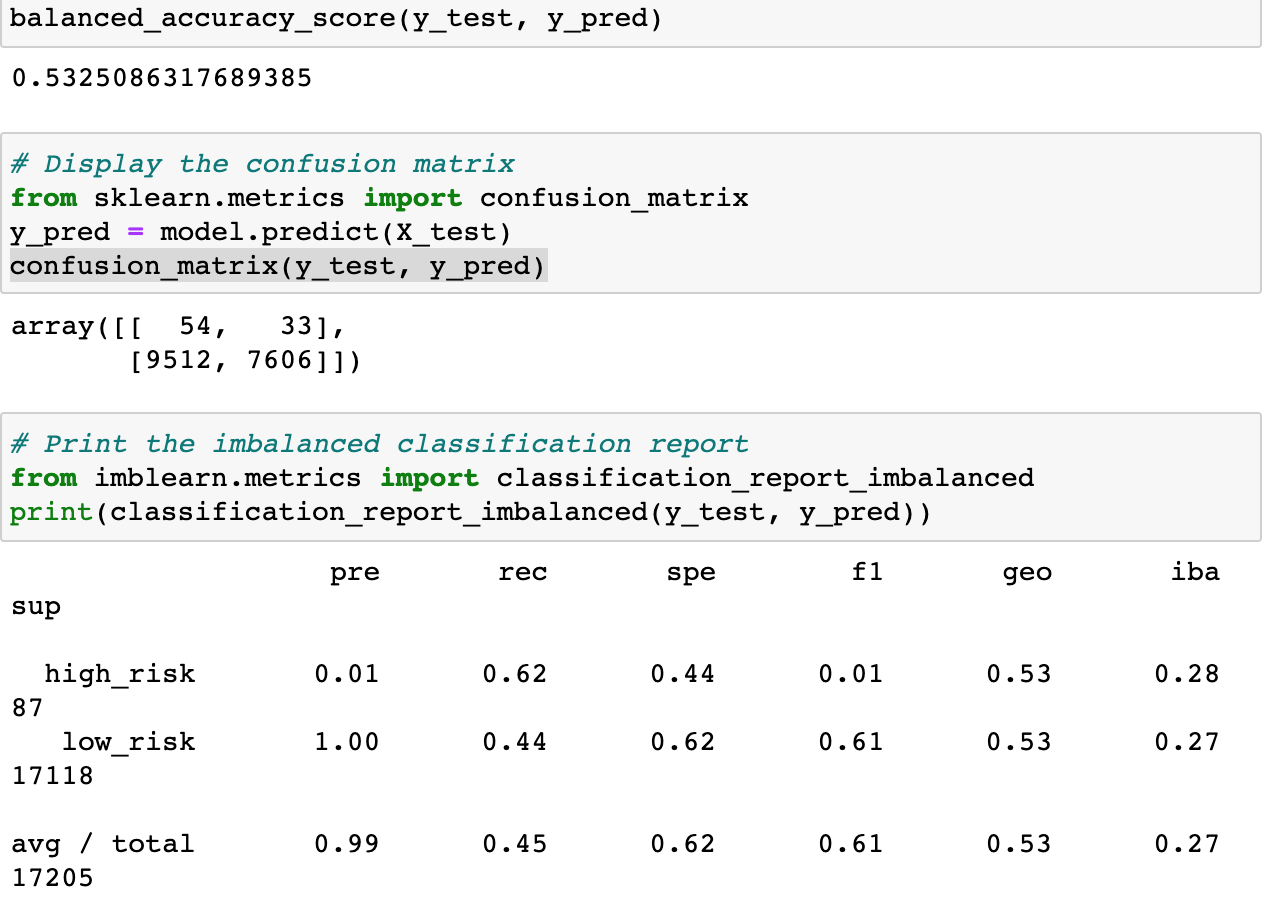 balanced_accuracy_score(y_test, y_pred)
0.5325086317689385
# Display the confusion matrix
from sklearn.metrics import confusion_matrix
y_pred = model.predict(X_test)
confusion_matrix(y_test, y_pred)
array([[  54,   33],
       [9512, 7606]])
# Print the imbalanced classification report
from imblearn.metrics import classification_report_imbalanced
print(classification_report_imbalanced(y_test, y_pred))
                   pre       rec       spe        f1       geo       iba
sup
  high_risk       0.01      0.62      0.44      0.01      0.53      0.28
87
   low_risk       1.00      0.44      0.62      0.61      0.53      0.27
17118
avg / total       0.99      0.45      0.62      0.61      0.53      0.27
17205